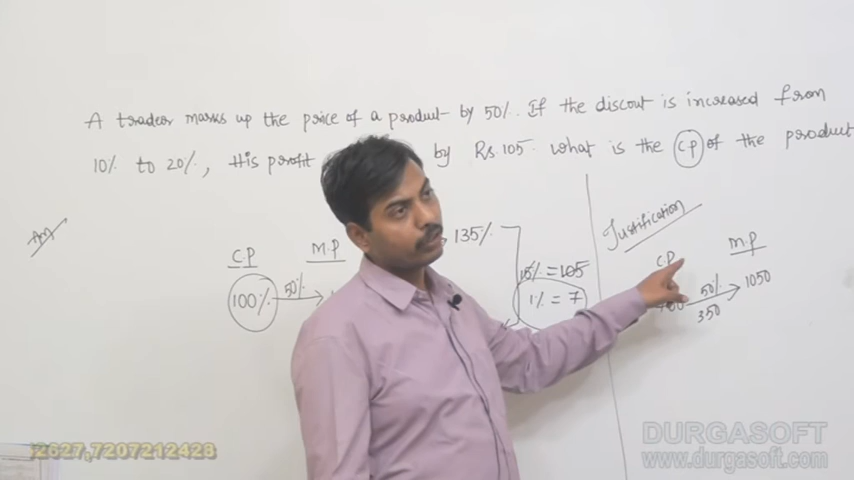 A trader marks up the price of a product by 50%. If the discout is increased from
10% to 20%, His profit by Rs.105. what is the CP of the product
Justification
C.P M.P 135%
100% 50% 15% = 105
1% = 7
C.P M.P
700 50% 1050
350
2627,7207212428
DURGASOFT
www.durgasoft.com